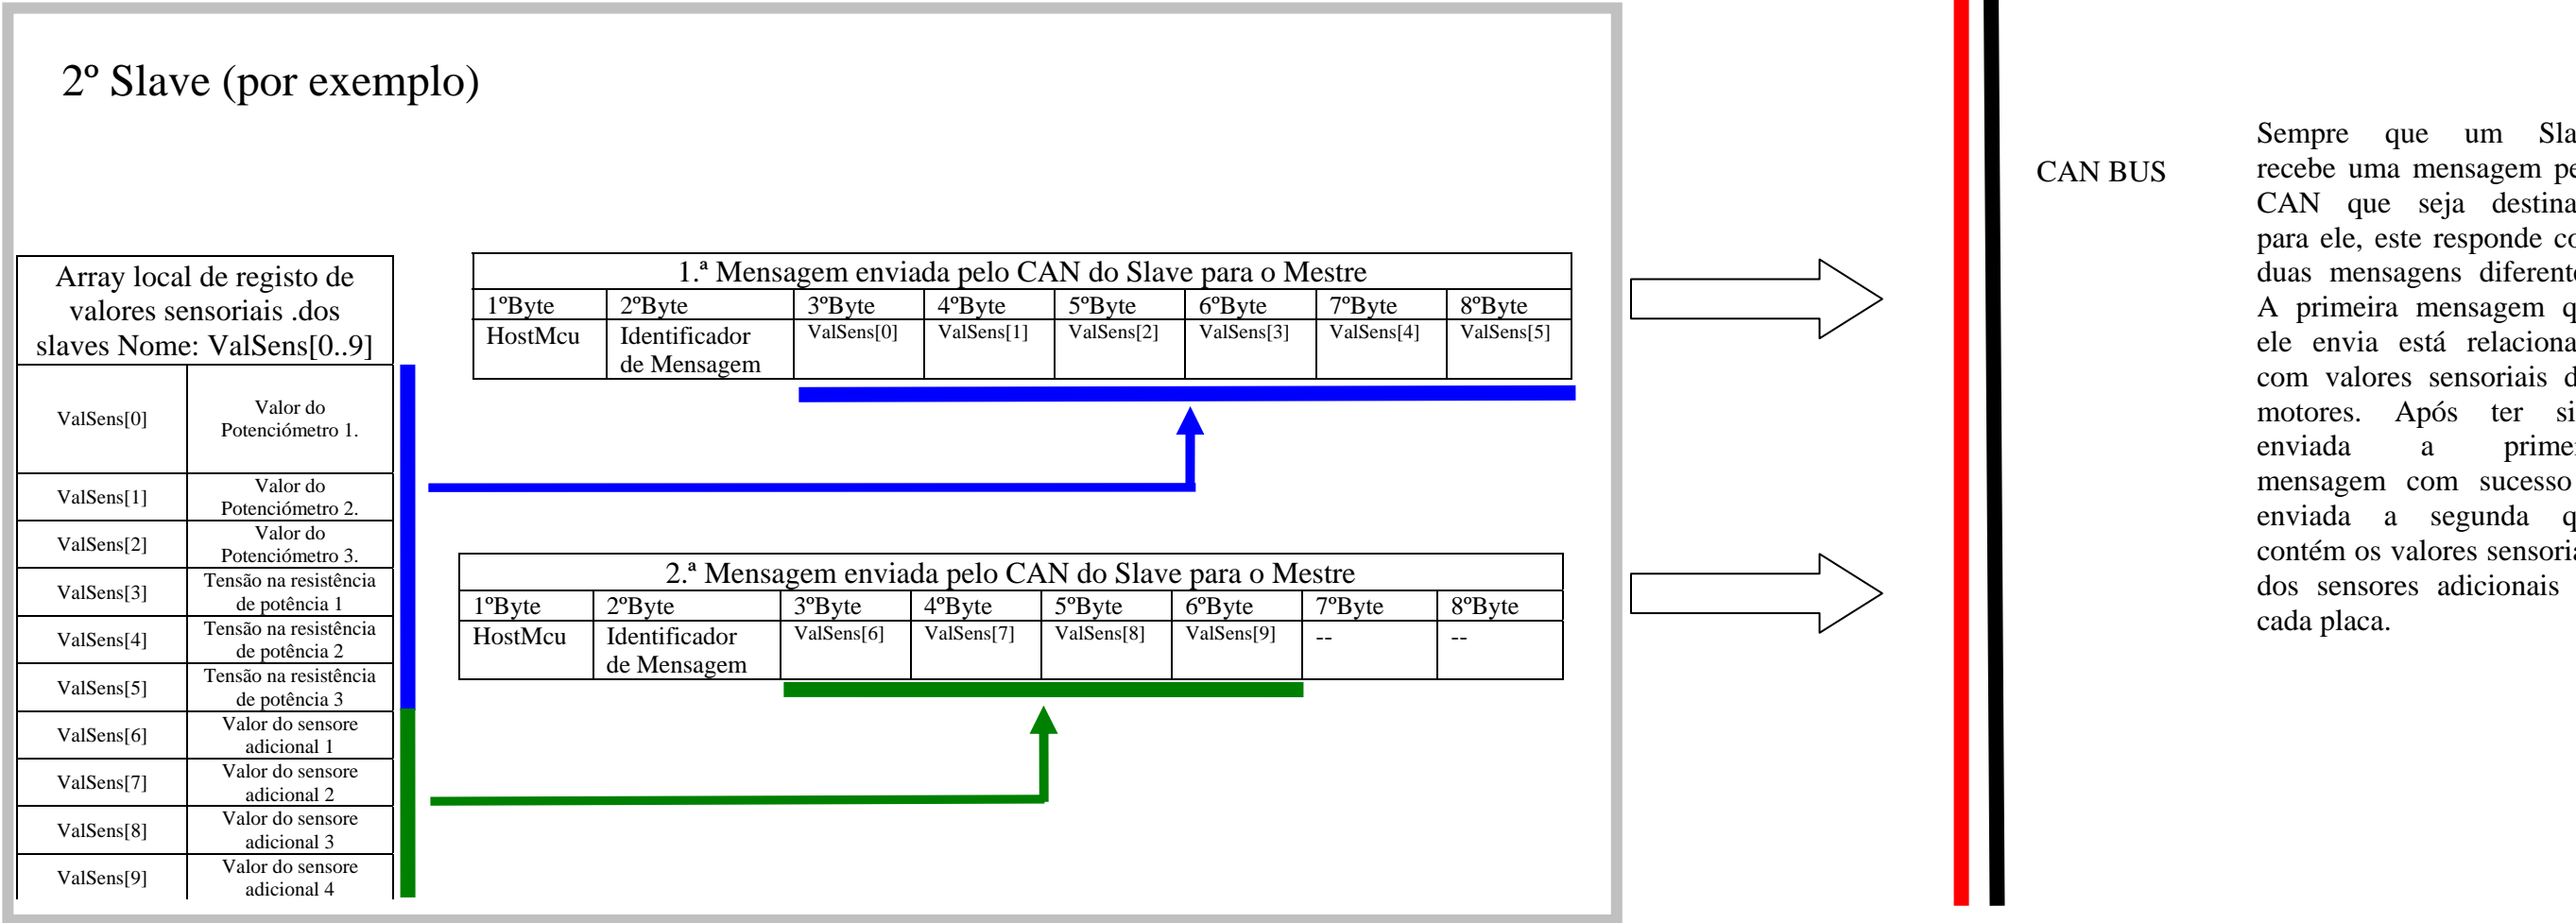 2º Slave (por exemplo)
Array local de registo de
valores sensoriais .dos
slaves Nome: ValSens[0..9]
ValSens[0]
Valor do
Potenciómetro 1.
ValSens[1]
Valor do
Potenciómetro 2.
ValSens[2]
Valor do
Potenciómetro 3.
ValSens[3]
Tensão na resistência
de potência 1
ValSens[4]
Tensão na resistência
de potência 2
ValSens[5]
Tensão na resistência
de potência 3
ValSens[6]
Valor do sensore
adicional 1
ValSens[7]
Valor do sensore
adicional 2
ValSens[8]
Valor do sensore
adicional 3
ValSens[9]
Valor do sensore
adicional 4
1.ª Mensagem enviada pelo CAN do Slave para o Mestre
1ºByte 2ºByte 3ºByte 4ºByte 5ºByte 6ºByte 7ºByte 8ºByte
HostMcu Identificador ValSens[0] ValSens[1] ValSens[2] ValSens[3] ValSens[4] ValSens[5]
de Mensagem
2.ª Mensagem enviada pelo CAN do Slave para o Mestre
1ºByte 2ºByte 3ºByte 4ºByte 5ºByte 6ºByte 7ºByte 8ºByte
HostMcu Identificador ValSens[6] ValSens[7] ValSens[8] ValSens[9] -- --
de Mensagem
CAN BUS
Sempre que um
recebe uma mensagem
CAN que seja
para ele, este responde
duas mensagens
A primeira mensagem
ele envia está
com valores sensoriais
motores. Após ter
enviada a
mensagem com sucesso
enviada a segunda
contém os valores
dos sensores adicionais
cada placa.